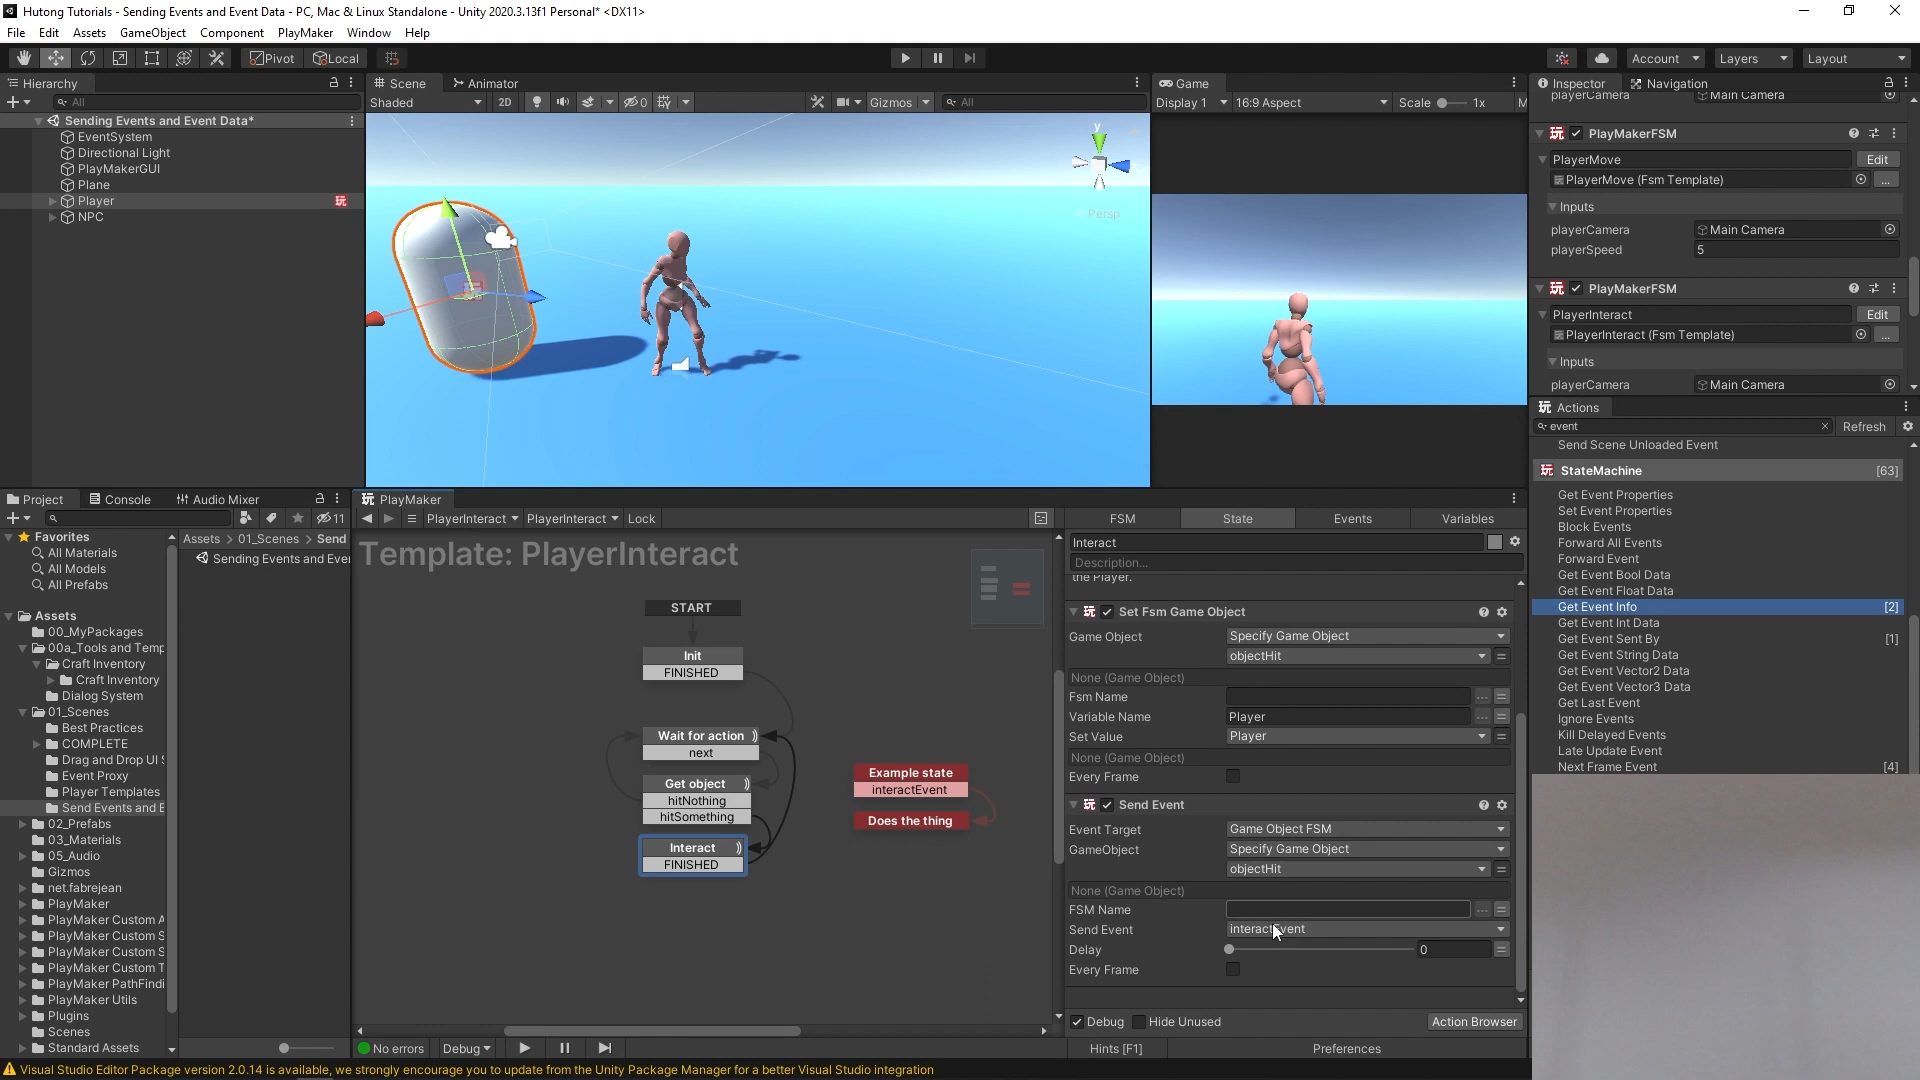 Hutong Tutorials - Sending Events and Event Data - PC, Mac & Linux Standalone - Unity 2020.3.13f1 Personal* <DX11>
File Edit Assets GameObject Component PlayMaker Window Help
Pivot Local Account Layers Layout
Hierarchy
All
Sending Events and Event Data*
EventSystem
Directional Light
PlayMakerGUI
Plane
Player
NPC
Scene Animator
Shaded 2D 0 Gizmos All
y
Persp
Game
Display 1 16:9 Aspect Scale 1x M
Inspector Navigation
playerCamera Main Camera
PlayMakerFSM
PlayerMove Edit
PlayerMove (Fsm Template) ...
Inputs
playerCamera Main Camera
playerSpeed 5
PlayMakerFSM
PlayerInteract Edit
PlayerInteract (Fsm Template) ...
Inputs
playerCamera Main Camera
Actions
event Refresh
Send Scene Unloaded Event
StateMachine [63]
Get Event Properties
Set Event Properties
Block Events
Forward All Events
Forward Event
Get Event Bool Data
Get Event Float Data
Get Event Info [2]
Get Event Int Data
Get Event Sent By [1]
Get Event String Data
Get Event Vector2 Data
Get Event Vector3 Data
Get Last Event
Ignore Events
Kill Delayed Events
Late Update Event
Next Frame Event [4]
Project Console Audio Mixer
11
Favorites
All Materials
All Models
All Prefabs
Assets
00_MyPackages
00a_Tools and Temp
Craft Inventory
Craft Inventory
Dialog System
01_Scenes
Best Practices
COMPLETE
Drag and Drop UI S
Event Proxy
Player Templates
Send Events and E
02_Prefabs
03_Materials
05_Audio
Gizmos
net.fabrejean
PlayMaker
PlayMaker Custom A
PlayMaker Custom S
PlayMaker Custom S
PlayMaker Custom T
PlayMaker PathFindi
PlayMaker Utils
Plugins
Scenes
Standard Assets
Assets > 01_Scenes > Send
Sending Events and Ever
PlayMaker
PlayerInteract PlayerInteract Lock
Template: PlayerInteract
START
Init
FINISHED
Wait for action
next
Get object
hitNothing
hitSomething
Interact
FINISHED
Example state
interactEvent
Does the thing
No errors Debug
FSM State Events Variables
Interact
Description...
the Player.
Set Fsm Game Object
Game Object Specify Game Object
objectHit
None (Game Object)
Fsm Name
Variable Name Player
Set Value Player
None (Game Object)
Every Frame
Send Event
Event Target Game Object FSM
GameObject Specify Game Object
objectHit
None (Game Object)
FSM Name
Send Event interactEvent
Delay 0
Every Frame
Debug Hide Unused Action Browser
Hints [F1] Preferences
Visual Studio Editor Package version 2.0.14 is available, we strongly encourage you to update from the Unity Package Manager for a better Visual Studio integration